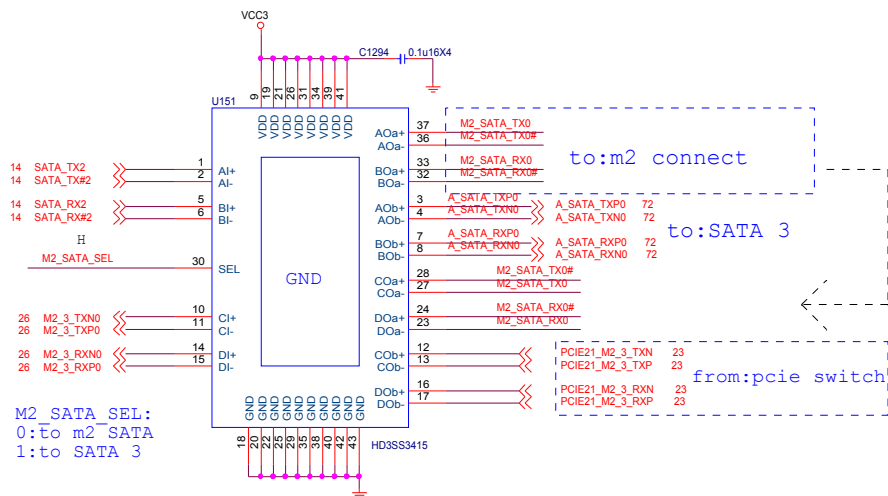 VCC3
C1294 0.1u16X4
U151
9 19 21 26 31 34 39 41
VDD VDD VDD VDD VDD VDD VDD VDD
14 SATA_TX2 1 AI+
14 SATA_TX#2 2 AI-
14 SATA_RX2 5 BI+
14 SATA_RX#2 6 BI-
H
M2_SATA_SEL 30 SEL
26 M2_3_TXN0 10 CI+
26 M2_3_TXP0 11 CI-
26 M2_3_RXN0 14 DI+
26 M2_3_RXP0 15 DI-
GND
AOa+ 37 M2_SATA_TX0
AOa- 36 M2_SATA_TX0#
BOa+ 33 M2_SATA_RX0
BOa- 32 M2_SATA_RX0#
to:m2 connect
AOb+ 3 A_SATA_TXP0 A_SATA_TXP0 72
AOb- 4 A_SATA_TXN0 A_SATA_TXN0 72
to:SATA 3
BOb+ 7 A_SATA_RXP0 A_SATA_RXP0 72
BOb- 8 A_SATA_RXN0 A_SATA_RXN0 72
COa+ 28 M2_SATA_TX0#
COa- 27 M2_SATA_TX0
DOa+ 24 M2_SATA_RX0#
DOa- 23 M2_SATA_RX0
COb+ 12 PCIE21_M2_3_TXN 23
COb- 13 PCIE21_M2_3_TXP 23
from:pcie switch
DOb+ 16 PCIE21_M2_3_RXN 23
DOb- 17 PCIE21_M2_3_RXP 23
GND GND GND GND GND GND GND GND GND GND
18 20 22 25 29 35 38 40 42 43
HD3SS3415
M2_SATA_SEL:
0:to m2 SATA
1:to SATA 3